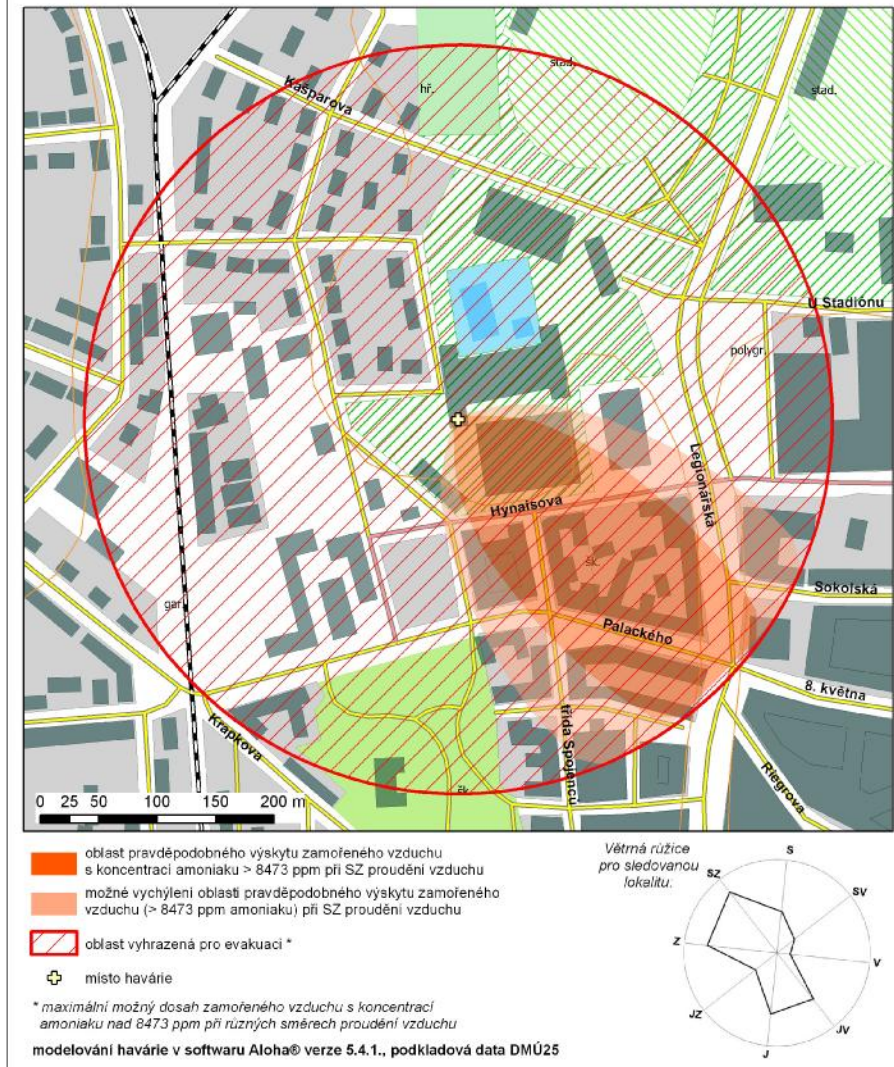 Kašparova
hř.
stad.
stad.
U Stadiónu
polygr.
Legionářská
Hynaisova
šk.
Sokolská
gar.
Palackého
8. května
Krapkova
třída Spojenců
Riegrova
šk.
0 25 50 100 150 200 m
oblast pravděpodobného výskytu zamořeného vzduchu
s koncentrací amoniaku > 8473 ppm při SZ proudění vzduchu
možné vychýlení oblasti pravděpodobného výskytu zamořeného
vzduchu (> 8473 ppm amoniaku) při SZ proudění vzduchu
oblast vyhrazená pro evakuaci *
místo havárie
* maximální možný dosah zamořeného vzduchu s koncentrací
amoniaku nad 8473 ppm při různých směrech proudění vzduchu
modelování havárie v softwaru Aloha® verze 5.4.1., podkladová data DMÚ25
Větrná růžice
pro sledovanou
lokalitu:
S
SZ
SV
Z
V
JZ
JV
J